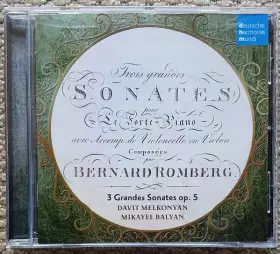 deutsche
harmonia
mundi
Trois grandes
SONATES
pour
Le Forte-Piano
avec Accomp. de Violoncelle ou Violon
Composées
par
BERNARD ROMBERG
3 Grandes Sonates op. 5
DAVIT MELKONYAN
MIKAYEL BALYAN